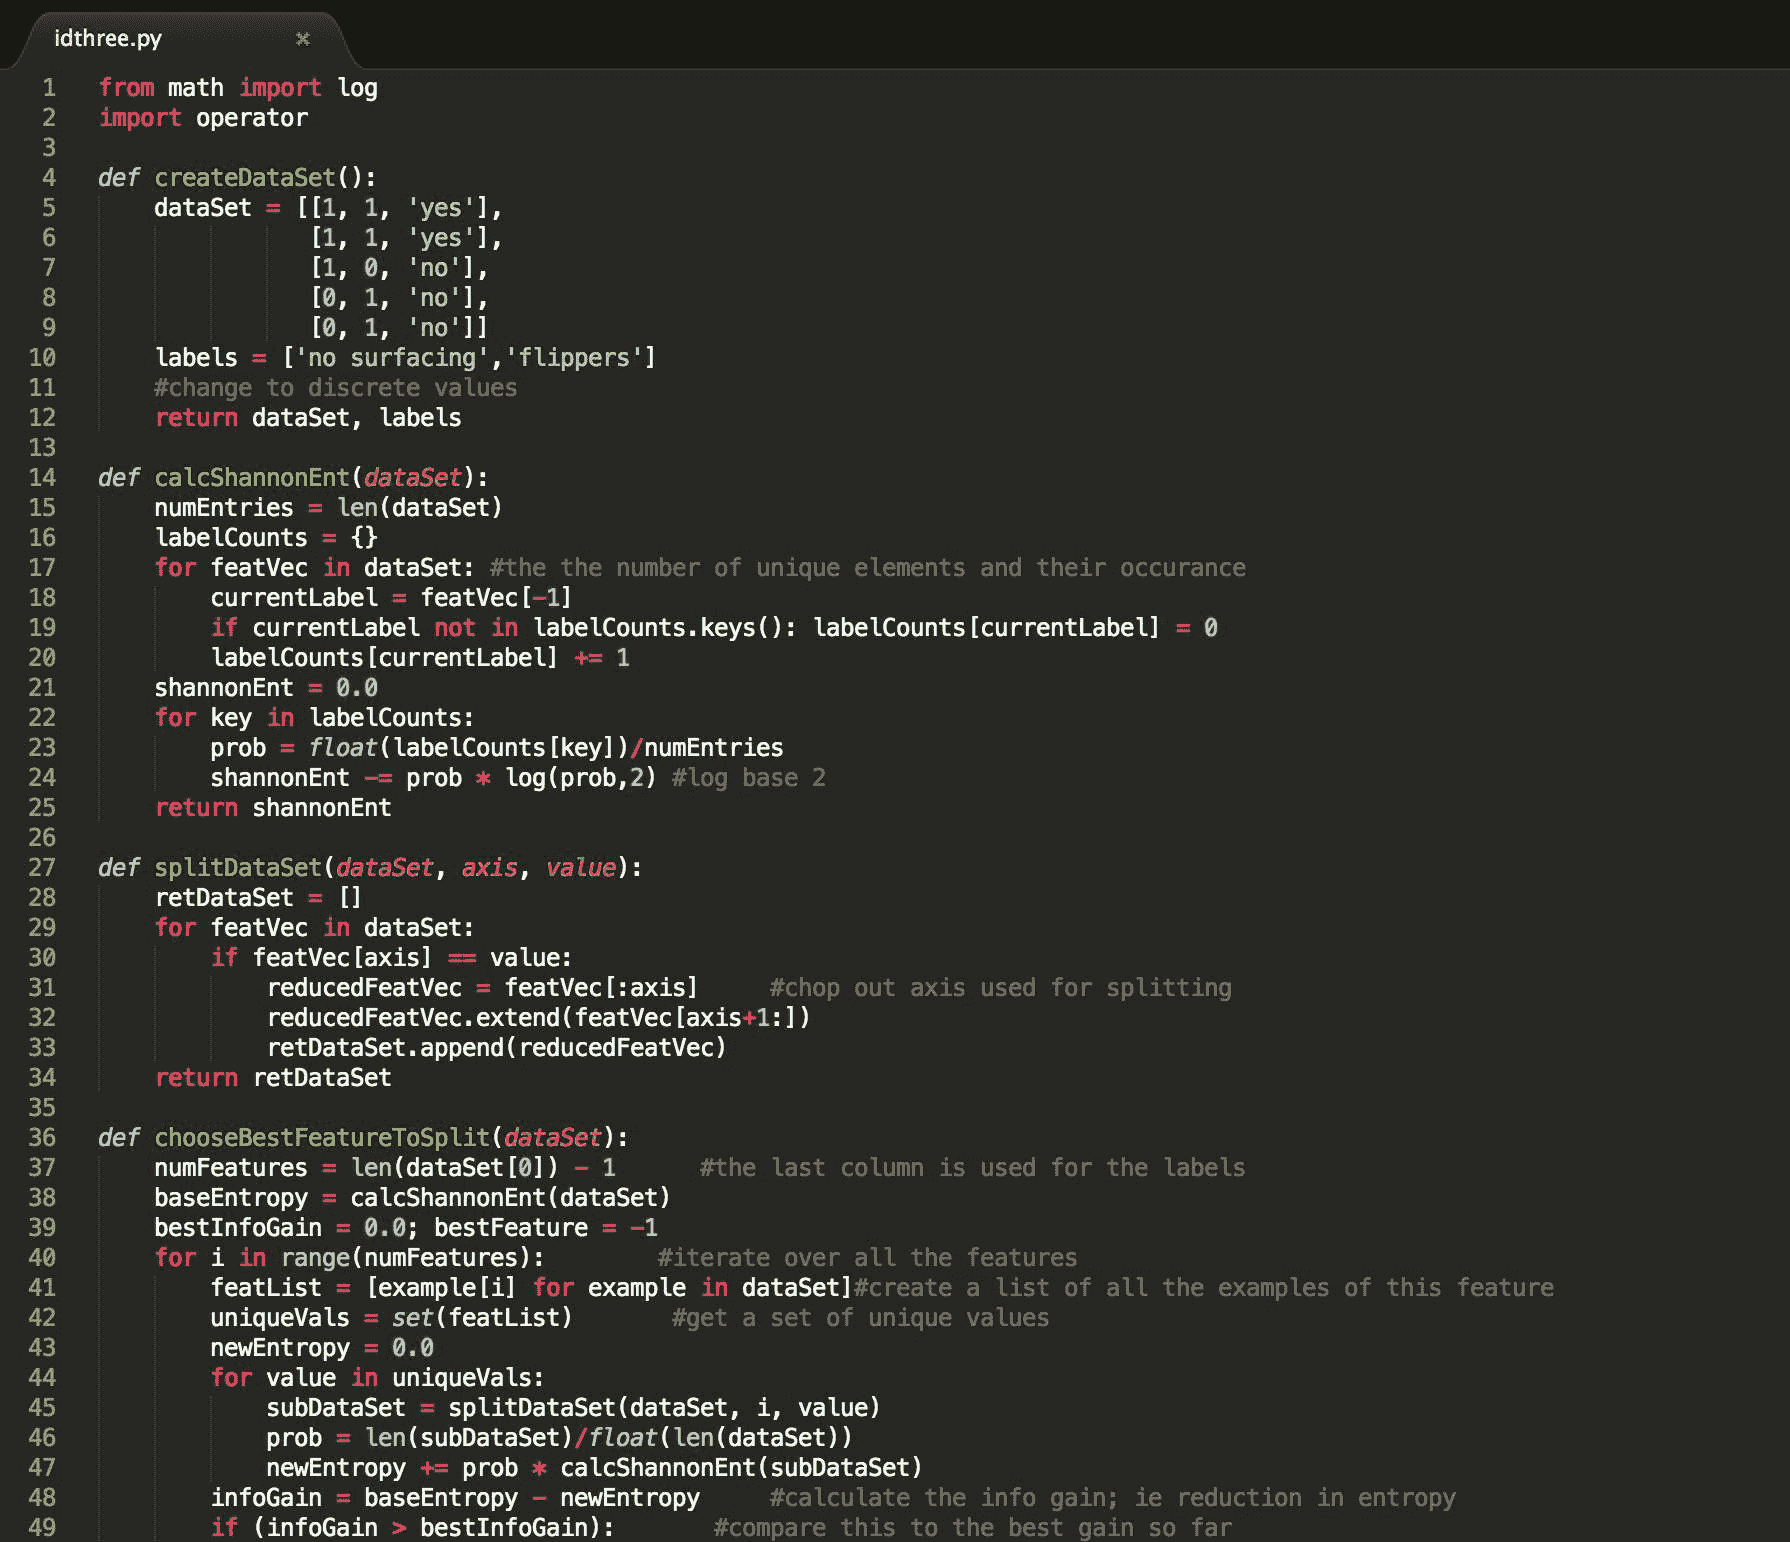 idthree.py ×
1 from math import log
2 import operator
3
4 def createDataSet():
5     dataSet = [[1, 1, 'yes'],
6                [1, 1, 'yes'],
7                [1, 0, 'no'],
8                [0, 1, 'no'],
9                [0, 1, 'no']]
10     labels = ['no surfacing','flippers']
11     #change to discrete values
12     return dataSet, labels
13
14 def calcShannonEnt(dataSet):
15     numEntries = len(dataSet)
16     labelCounts = {}
17     for featVec in dataSet: #the the number of unique elements and their occurance
18         currentLabel = featVec[-1]
19         if currentLabel not in labelCounts.keys(): labelCounts[currentLabel] = 0
20         labelCounts[currentLabel] += 1
21     shannonEnt = 0.0
22     for key in labelCounts:
23         prob = float(labelCounts[key])/numEntries
24         shannonEnt -= prob * log(prob,2) #log base 2
25     return shannonEnt
26
27 def splitDataSet(dataSet, axis, value):
28     retDataSet = []
29     for featVec in dataSet:
30         if featVec[axis] == value:
31             reducedFeatVec = featVec[:axis]     #chop out axis used for splitting
32             reducedFeatVec.extend(featVec[axis+1:])
33             retDataSet.append(reducedFeatVec)
34     return retDataSet
35
36 def chooseBestFeatureToSplit(dataSet):
37     numFeatures = len(dataSet[0]) - 1      #the last column is used for the labels
38     baseEntropy = calcShannonEnt(dataSet)
39     bestInfoGain = 0.0; bestFeature = -1
40     for i in range(numFeatures):        #iterate over all the features
41         featList = [example[i] for example in dataSet]#create a list of all the examples of this feature
42         uniqueVals = set(featList)       #get a set of unique values
43         newEntropy = 0.0
44         for value in uniqueVals:
45             subDataSet = splitDataSet(dataSet, i, value)
46             prob = len(subDataSet)/float(len(dataSet))
47             newEntropy += prob * calcShannonEnt(subDataSet)
48         infoGain = baseEntropy - newEntropy     #calculate the info gain; ie reduction in entropy
49         if (infoGain > bestInfoGain):       #compare this to the best gain so far